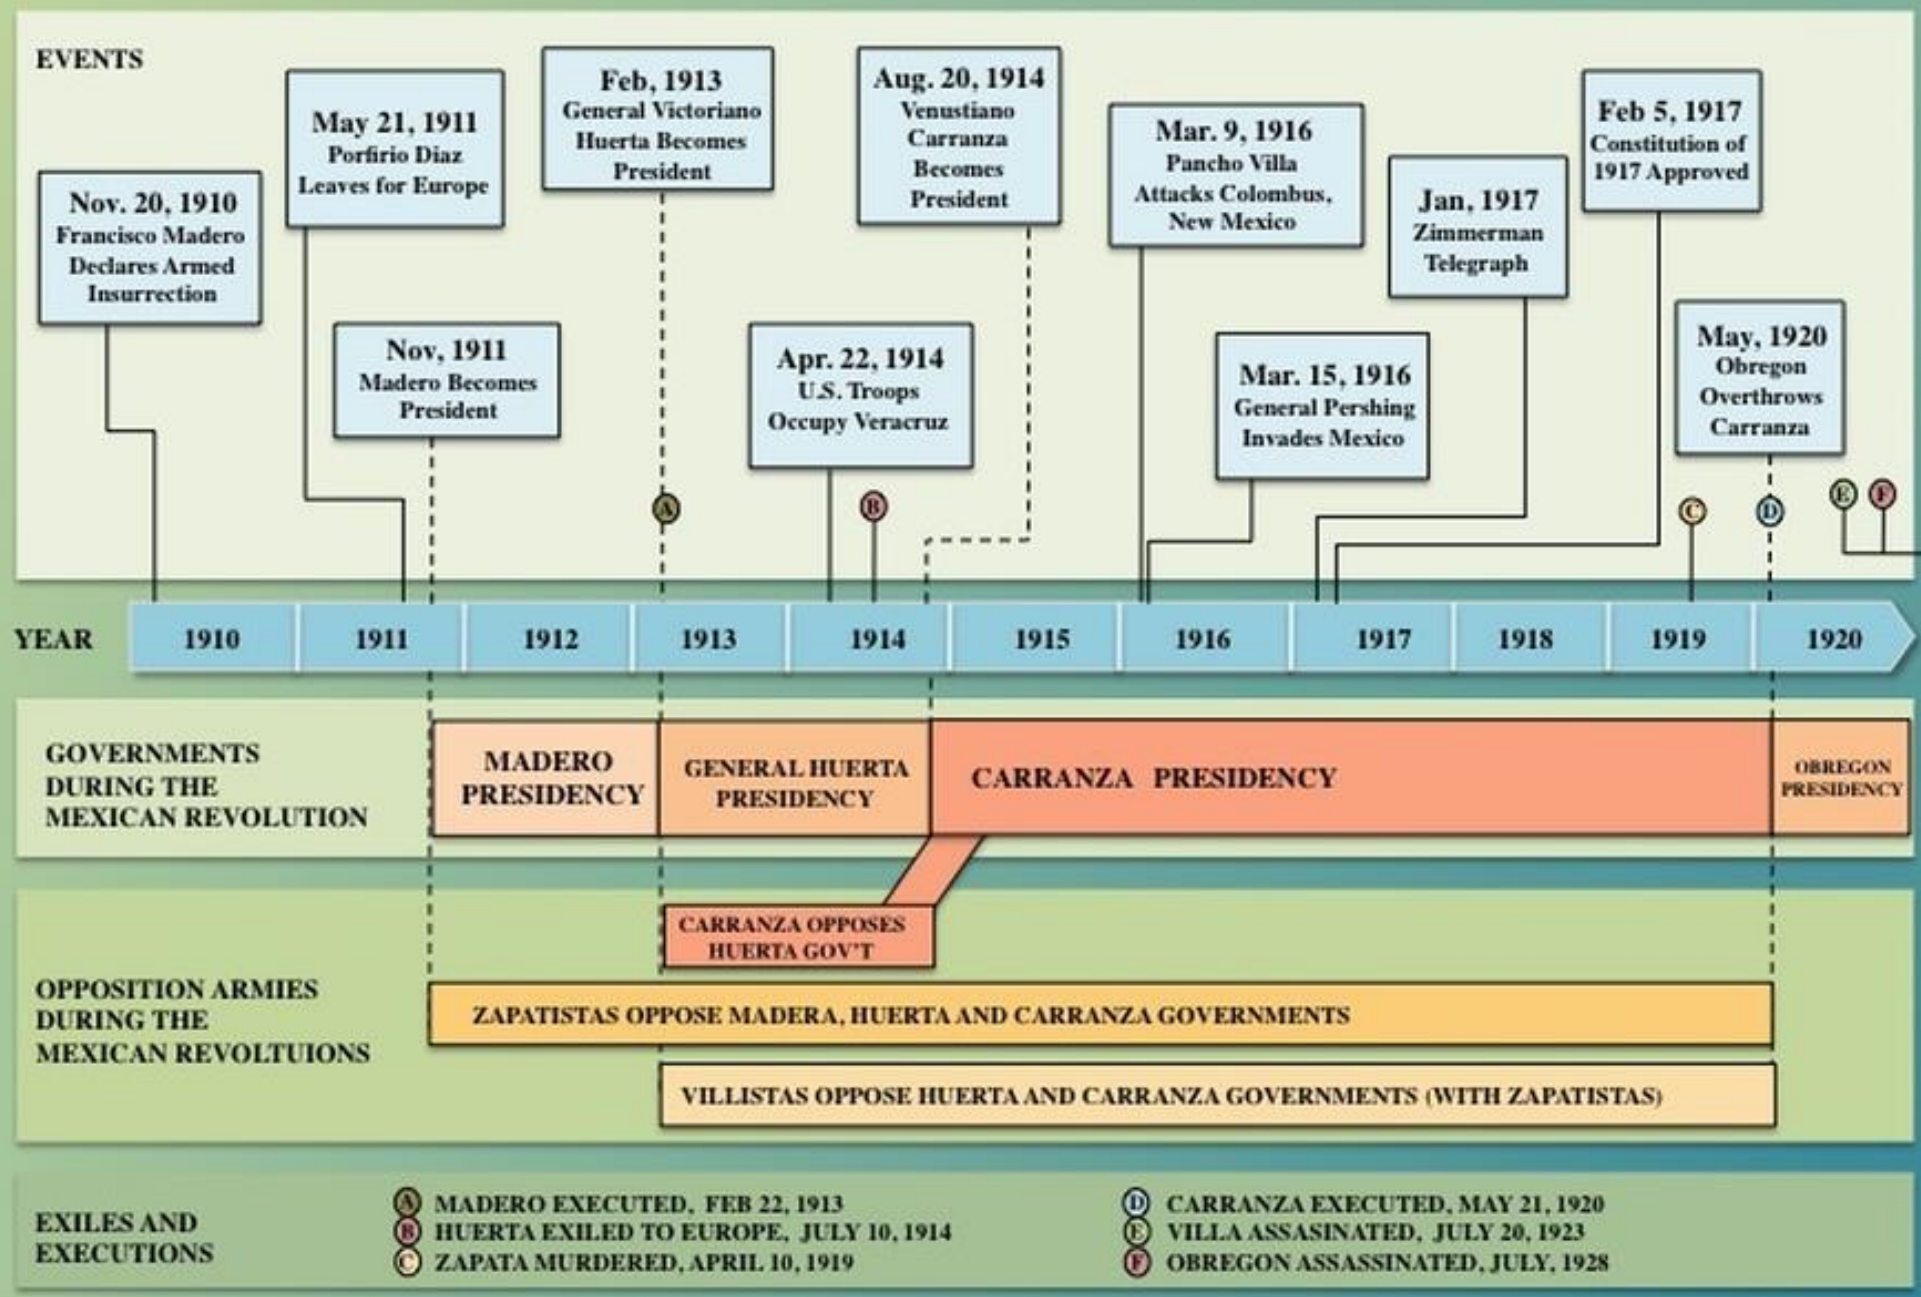 EVENTS
Nov. 20, 1910
Francisco Madero
Declares Armed
Insurrection
May 21, 1911
Porfirio Diaz
Leaves for Europe
Nov, 1911
Madero Becomes
President
Feb, 1913
General Victoriano
Huerta Becomes
President
Apr. 22, 1914
U.S. Troops
Occupy Veracruz
Aug. 20, 1914
Venustiano
Carranza
Becomes
President
Mar. 9, 1916
Pancho Villa
Attacks Colombus,
New Mexico
Mar. 15, 1916
General Pershing
Invades Mexico
Jan, 1917
Zimmerman
Telegraph
Feb 5, 1917
Constitution of
1917 Approved
May, 1920
Obregon
Overthrows
Carranza
A
B
C
D
E
F
YEAR
1910
1911
1912
1913
1914
1915
1916
1917
1918
1919
1920
GOVERNMENTS
DURING THE
MEXICAN REVOLUTION
MADERO
PRESIDENCY
GENERAL HUERTA
PRESIDENCY
CARRANZA PRESIDENCY
OBREGON
PRESIDENCY
OPPOSITION ARMIES
DURING THE
MEXICAN REVOLTUIONS
CARRANZA OPPOSES
HUERTA GOV'T
ZAPATISTAS OPPOSE MADERA, HUERTA AND CARRANZA GOVERNMENTS
VILLISTAS OPPOSE HUERTA AND CARRANZA GOVERNMENTS (WITH ZAPATISTAS)
EXILES AND
EXECUTIONS
A MADERO EXECUTED, FEB 22, 1913
B HUERTA EXILED TO EUROPE, JULY 10, 1914
C ZAPATA MURDERED, APRIL 10, 1919
D CARRANZA EXECUTED, MAY 21, 1920
E VILLA ASSASINATED, JULY 20, 1923
F OBREGON ASSASSINATED, JULY, 1928